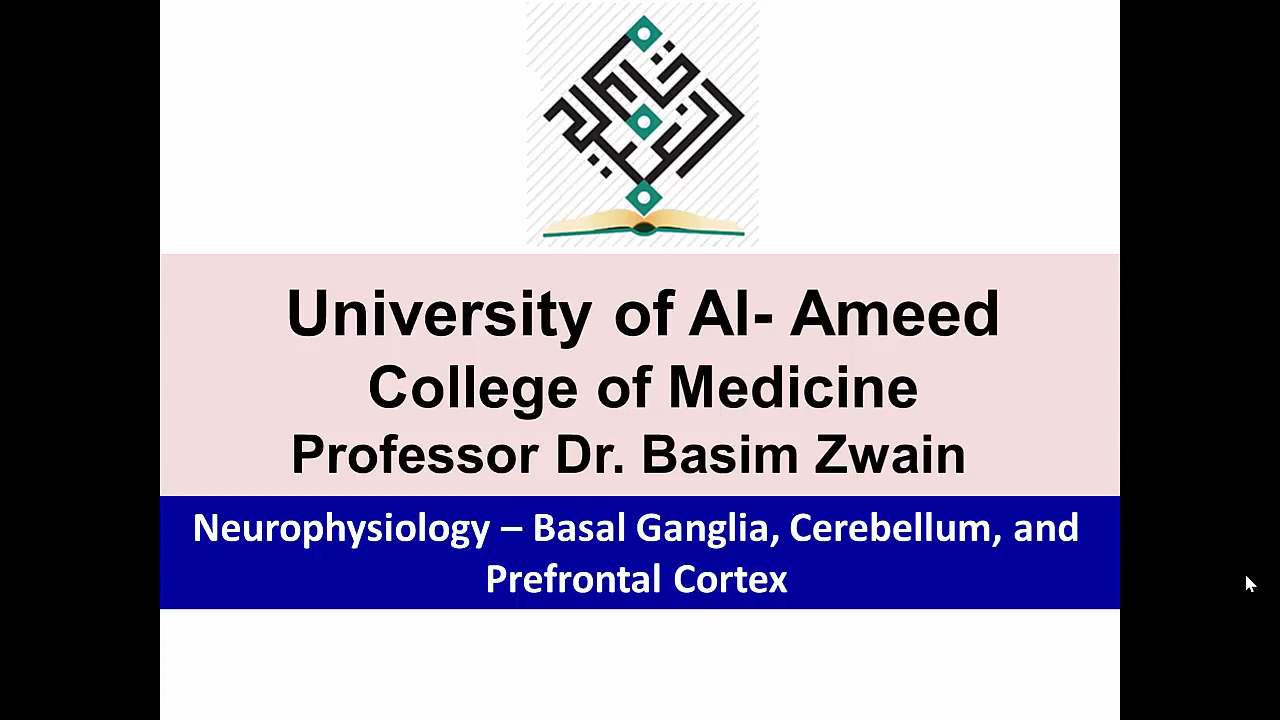 University of Al- Ameed
College of Medicine
Professor Dr. Basim Zwain
Neurophysiology – Basal Ganglia, Cerebellum, and
Prefrontal Cortex